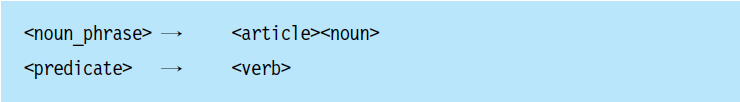 <noun_phrase> → <article><noun>
<predicate> → <verb>